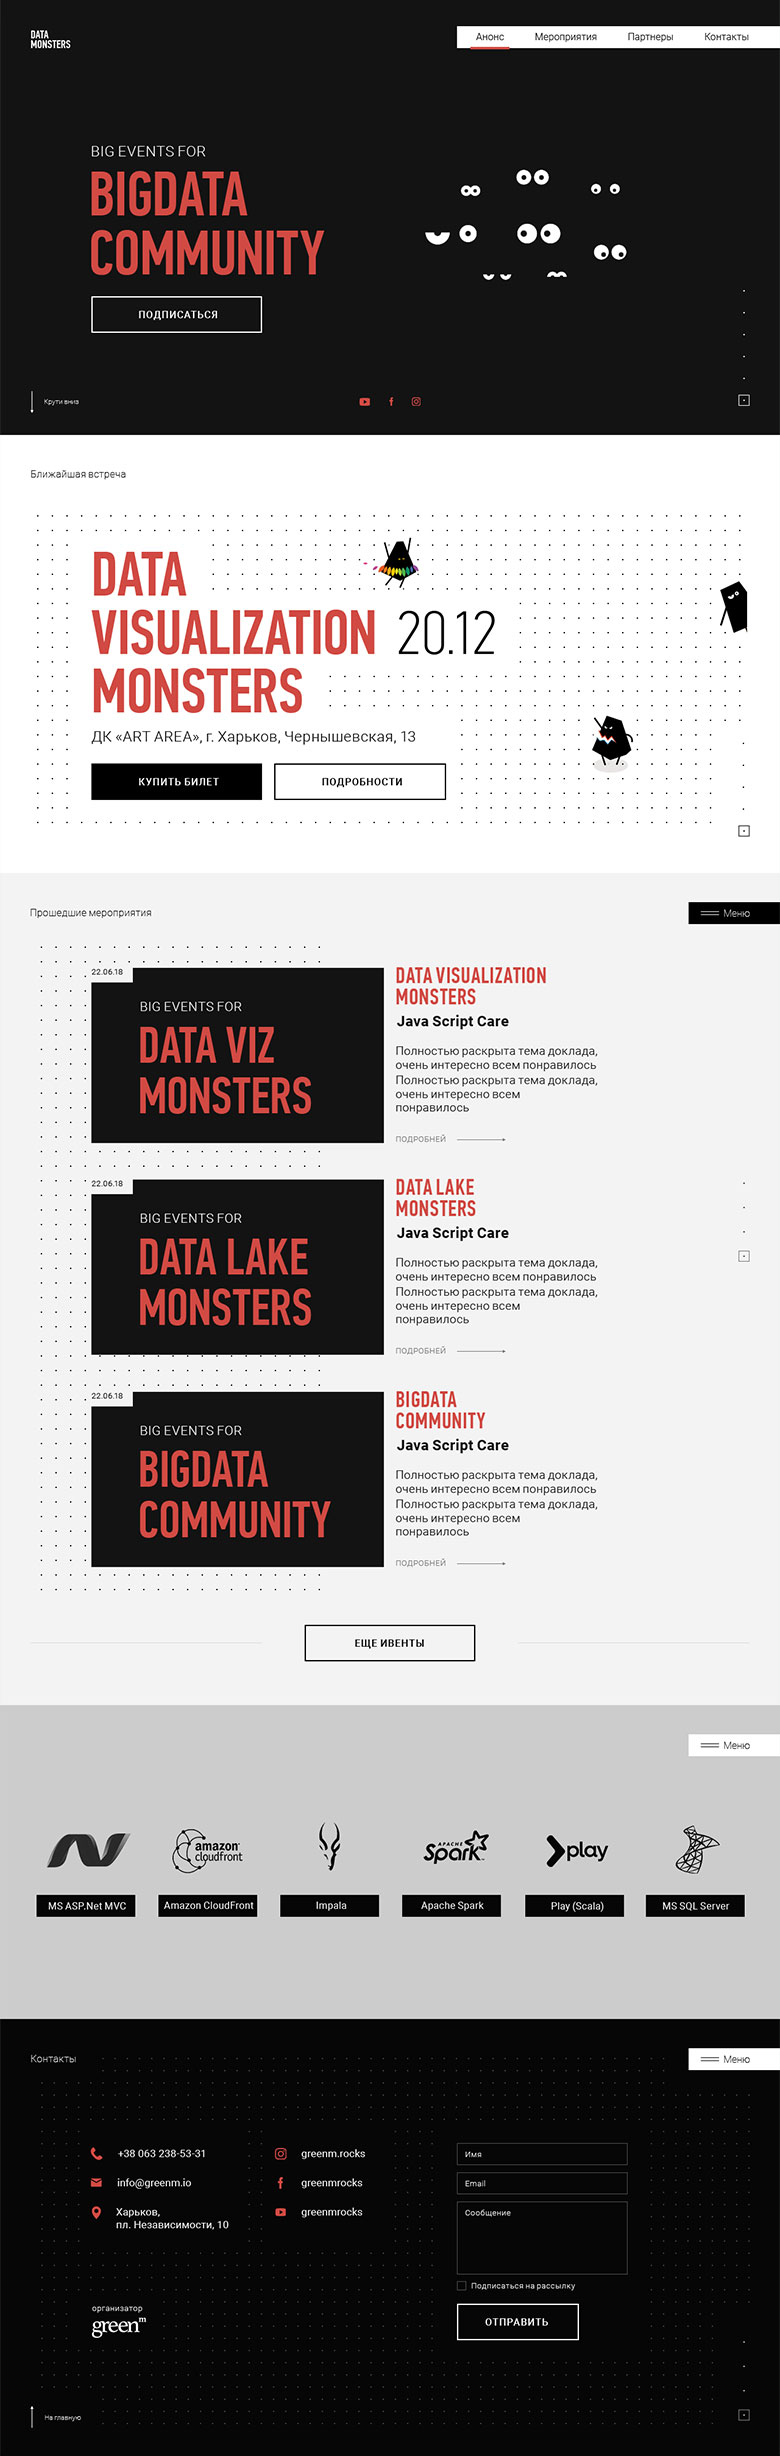 DATA
MONSTERS
Анонс
Мероприятия
Партнеры
Контакты
BIG EVENTS FOR
BIGDATA
COMMUNITY
ПОДПИСАТЬСЯ
Крути вниз
Ближайшая встреча
DATA
VISUALIZATION 20.12
MONSTERS
ДК «ART AREA», г. Харьков, Чернышевская, 13
КУПИТЬ БИЛЕТ
ПОДРОБНОСТИ
Прошедшие мероприятия
Меню
22.06.18
BIG EVENTS FOR
DATA VIZ
MONSTERS
DATA VISUALIZATION
MONSTERS
Java Script Care
Полностью раскрыта тема доклада,
очень интересно всем понравилось
Полностью раскрыта тема доклада,
очень интересно всем
понравилось
ПОДРОБНЕЙ
22.06.18
BIG EVENTS FOR
DATA LAKE
MONSTERS
DATA LAKE
MONSTERS
Java Script Care
Полностью раскрыта тема доклада,
очень интересно всем понравилось
Полностью раскрыта тема доклада,
очень интересно всем
понравилось
ПОДРОБНЕЙ
22.06.18
BIG EVENTS FOR
BIGDATA
COMMUNITY
BIGDATA
COMMUNITY
Java Script Care
Полностью раскрыта тема доклада,
очень интересно всем понравилось
Полностью раскрыта тема доклада,
очень интересно всем
понравилось
ПОДРОБНЕЙ
ЕЩЕ ИВЕНТЫ
Меню
amazon
cloudfront
APACHE
Spark
play
MS ASP.Net MVC
Amazon CloudFront
Impala
Apache Spark
Play (Scala)
MS SQL Server
Контакты
Меню
+38 063 238-53-31
info@greenm.io
Харьков,
пл. Независимости, 10
greenm.rocks
greenmrocks
greenmrocks
Имя
Email
Сообщение
Подписаться на рассылку
ОТПРАВИТЬ
организатор
greenm
На главную